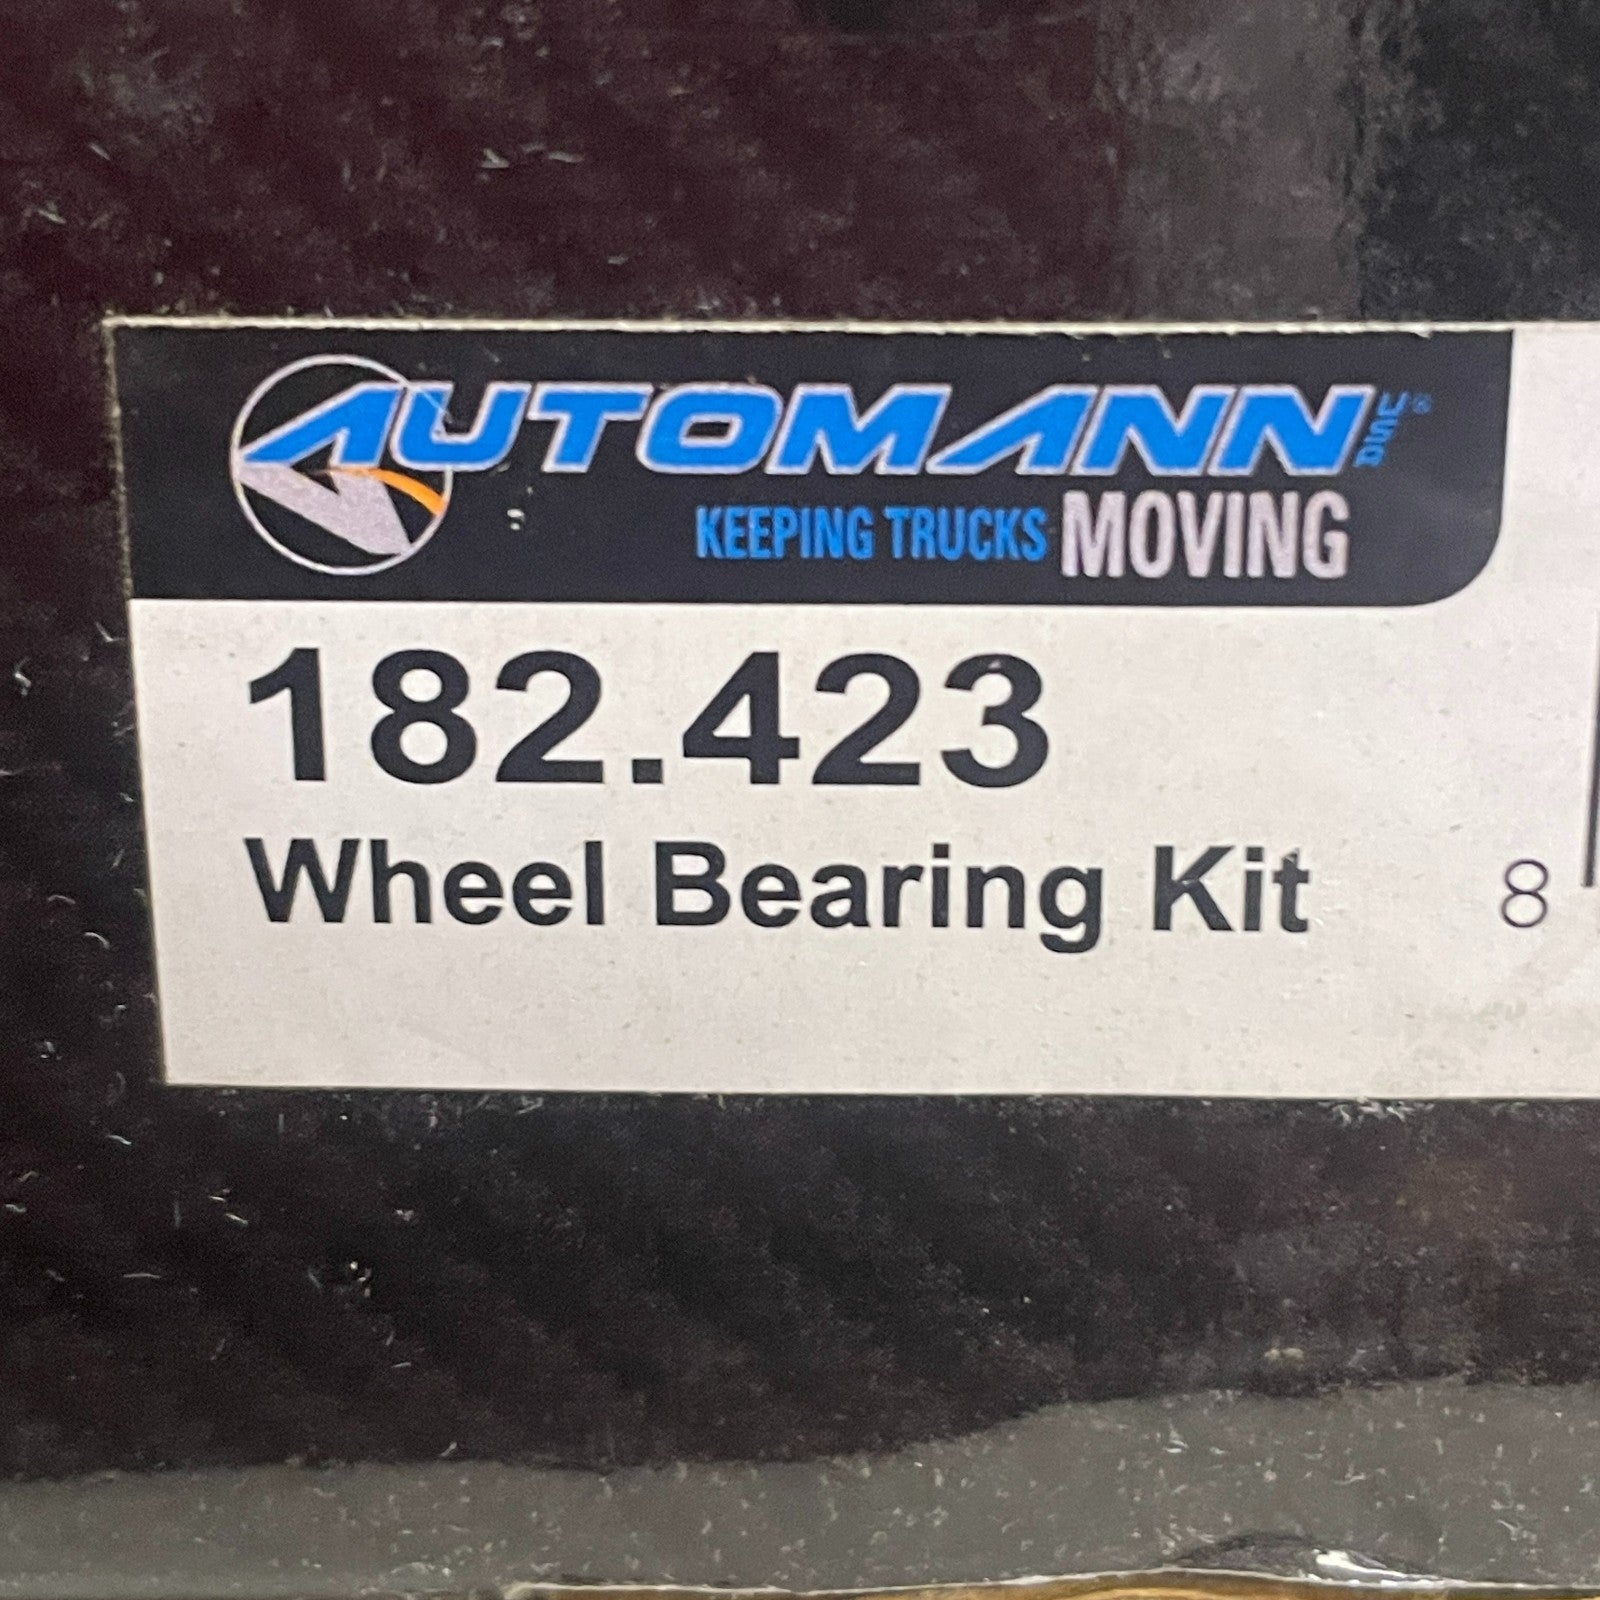 AUTOMANN INC®
KEEPING TRUCKS MOVING
182.423
Wheel Bearing Kit
8